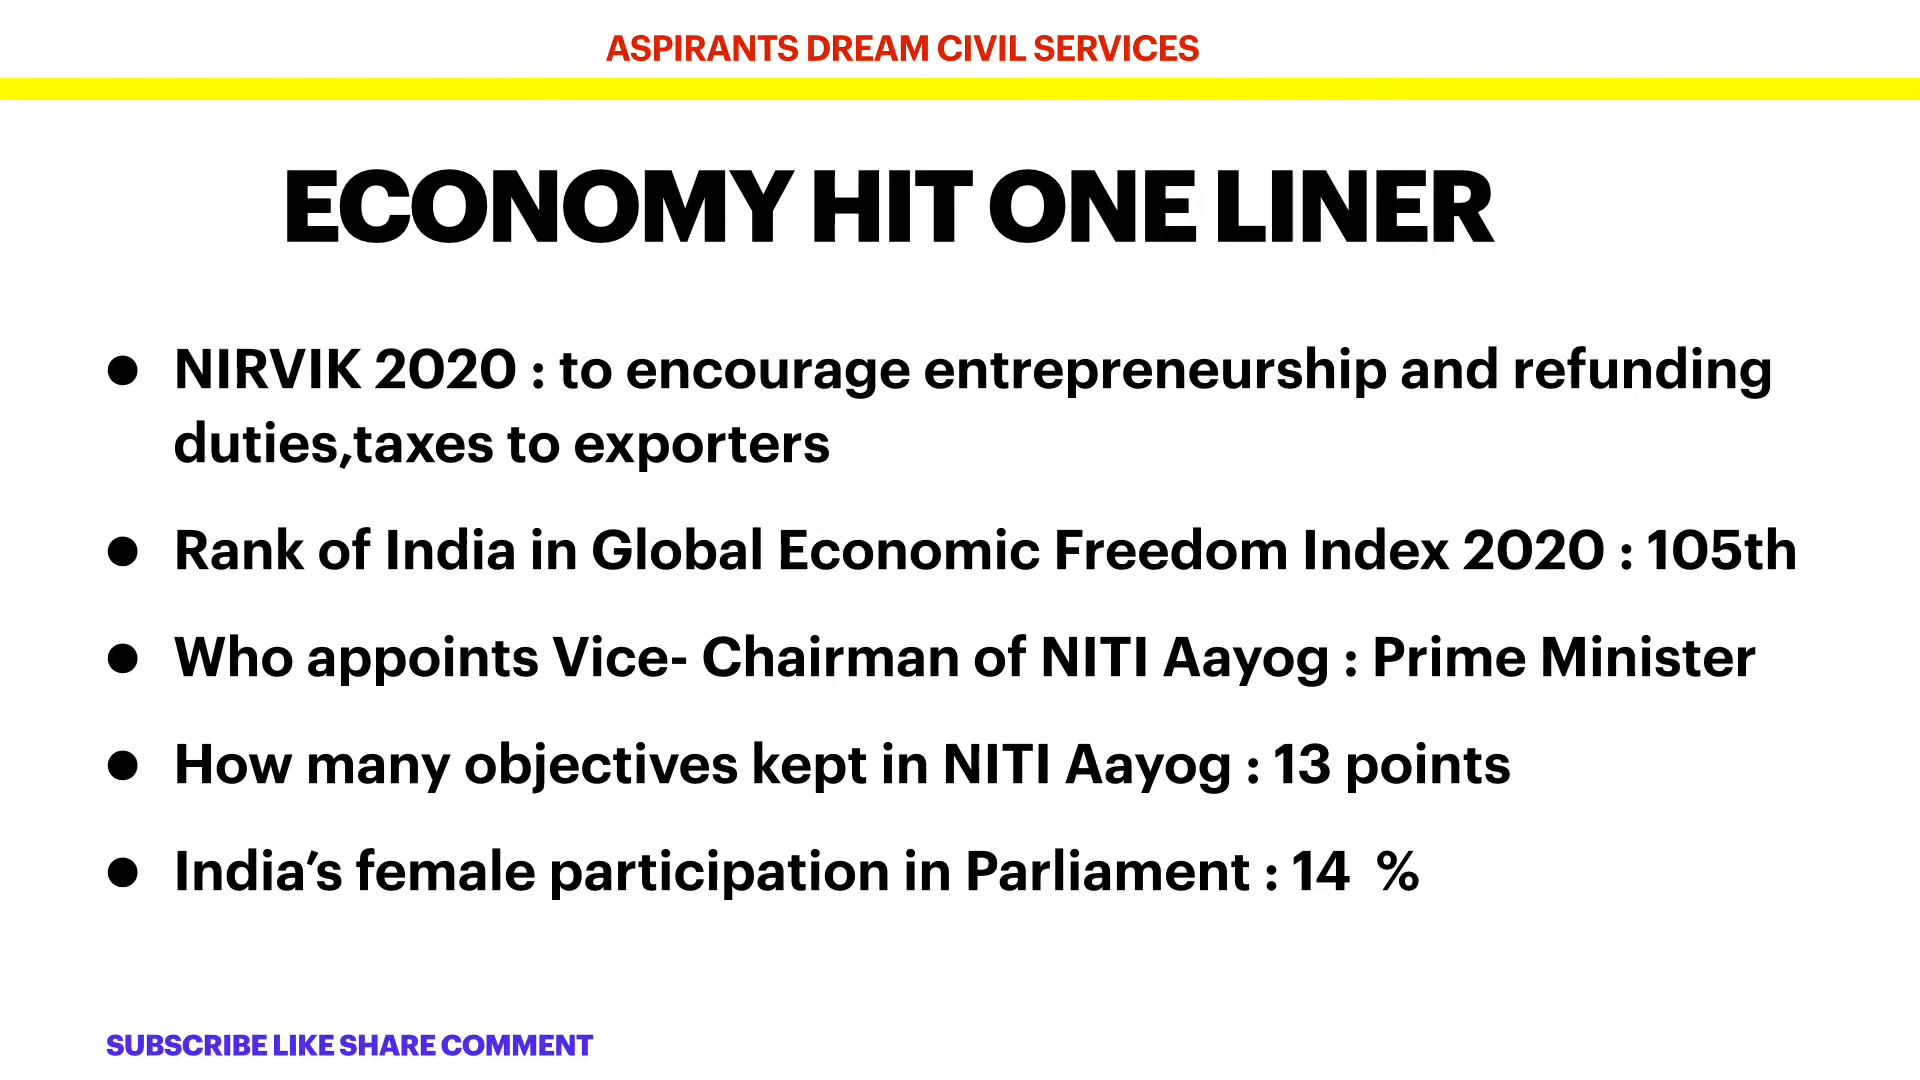 ASPIRANTS DREAM CIVIL SERVICES
ECONOMY HIT ONE LINER
● NIRVIK 2020 : to encourage entrepreneurship and refunding
duties,taxes to exporters
● Rank of India in Global Economic Freedom Index 2020 : 105th
● Who appoints Vice- Chairman of NITI Aayog : Prime Minister
● How many objectives kept in NITI Aayog : 13 points
● India’s female participation in Parliament : 14 %
SUBSCRIBE LIKE SHARE COMMENT